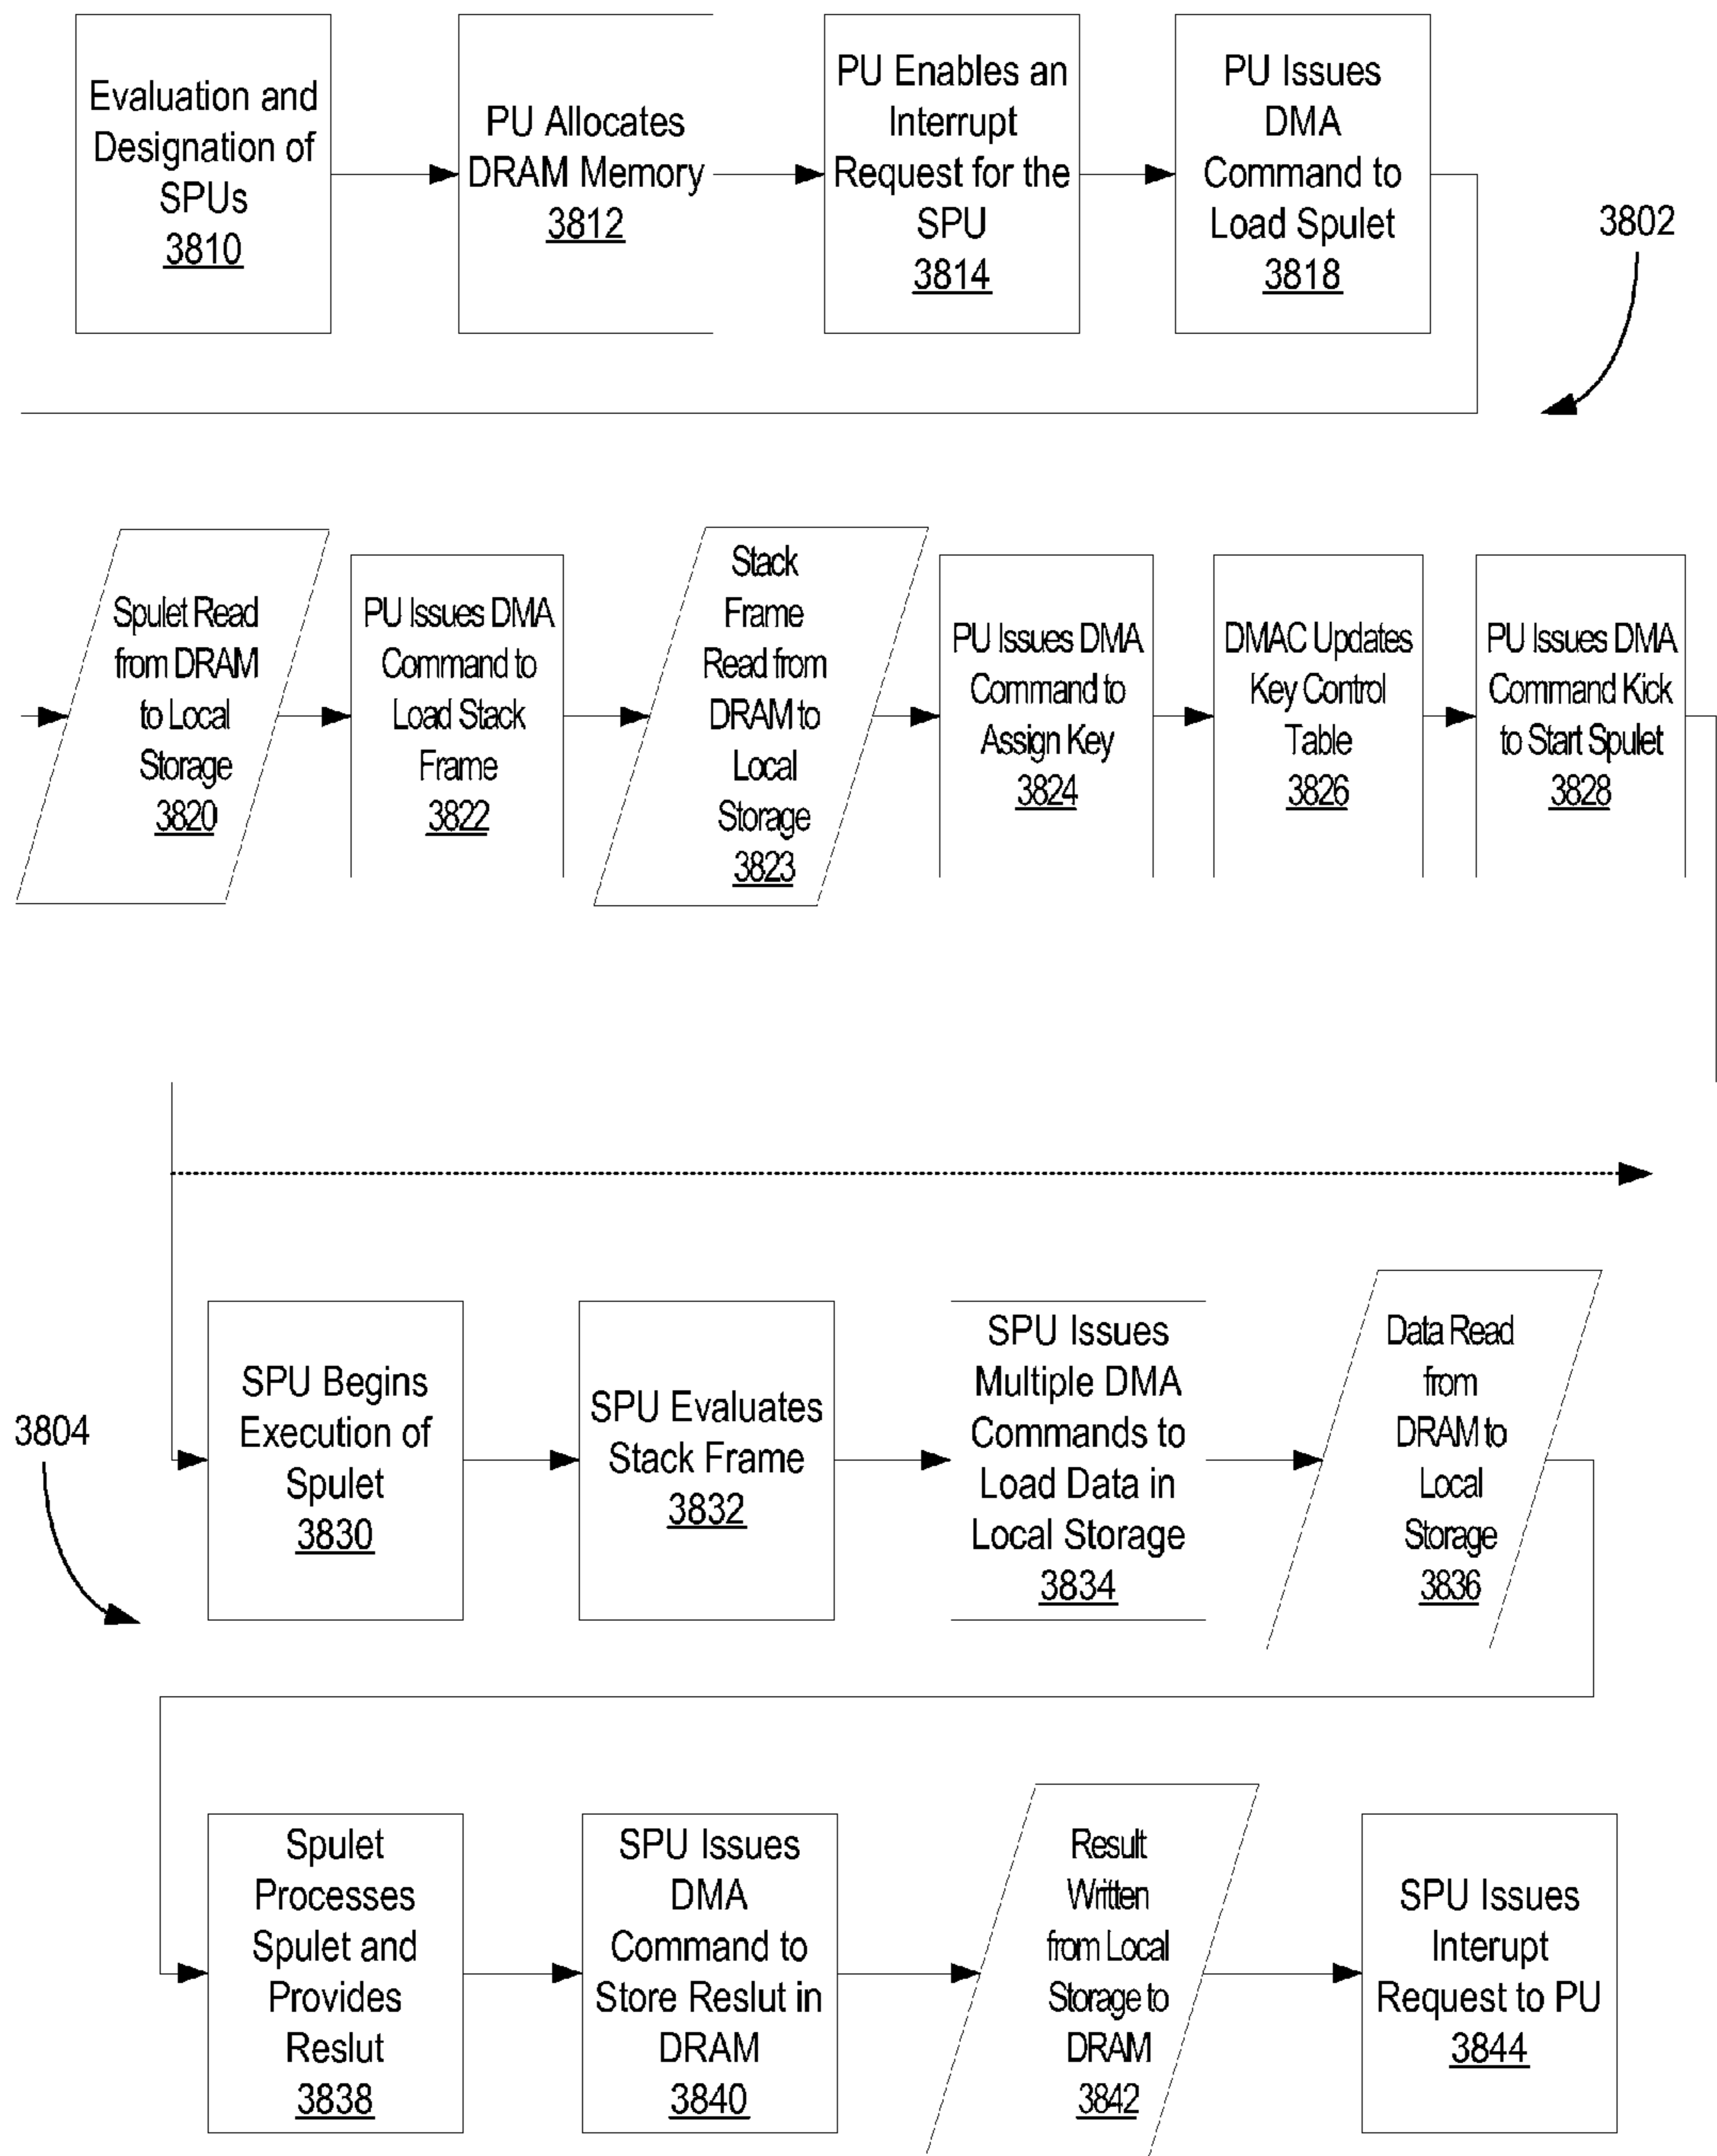 Evaluation and
Designation of
SPUs
3810
PU Allocates
DRAM Memory
3812
PU Enables an
Interrupt
Request for the
SPU
3814
PU Issues
DMA
Command to
Load Spulet
3818
3802
Spulet Read
from DRAM
to Local
Storage
3820
PU Issues DMA
Command to
Load Stack
Frame
3822
Stack
Frame
Read from
DRAM to
Local
Storage
3823
PU Issues DMA
Command to
Assign Key
3824
DMAC Updates
Key Control
Table
3826
PU Issues DMA
Command Kick
to Start Spulet
3828
3804
SPU Begins
Execution of
Spulet
3830
SPU Evaluates
Stack Frame
3832
SPU Issues
Multiple DMA
Commands to
Load Data in
Local Storage
3834
Data Read
from
DRAM to
Local
Storage
3836
Spulet
Processes
Spulet and
Provides
Reslut
3838
SPU Issues
DMA
Command to
Store Reslut in
DRAM
3840
Result
Written
from Local
Storage to
DRAM
3842
SPU Issues
Interupt
Request to PU
3844